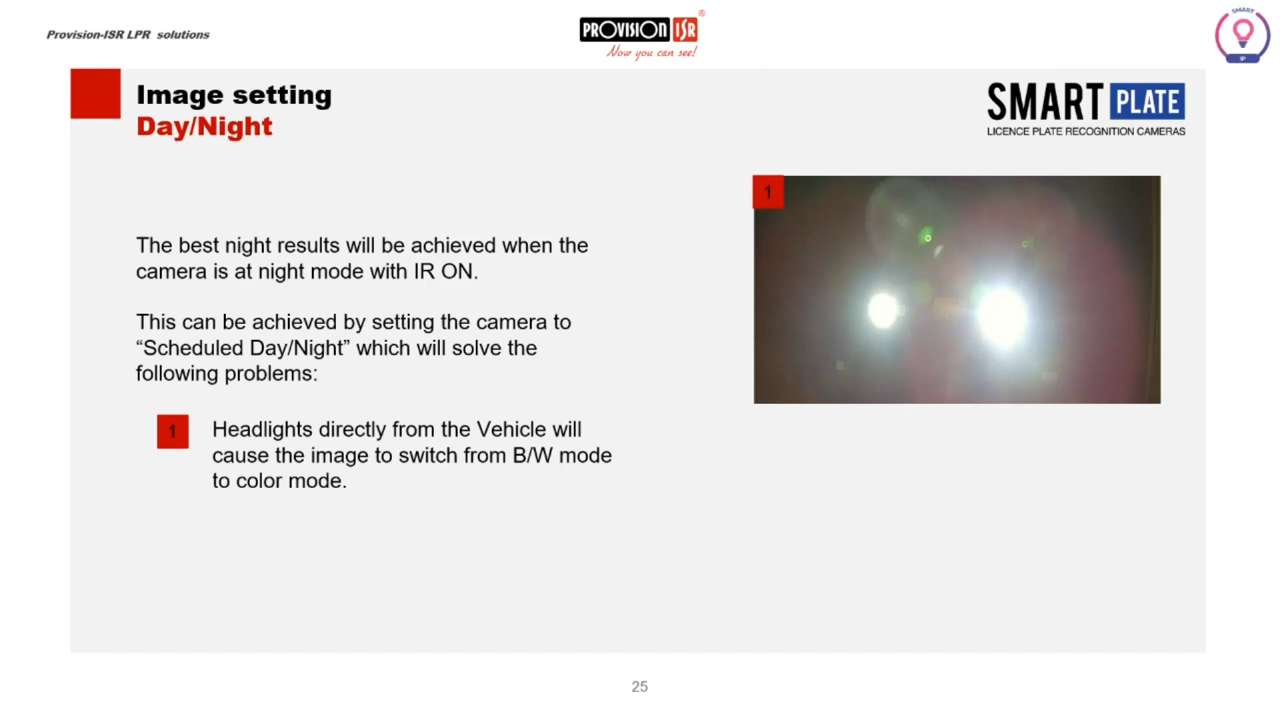 Provision-ISR LPR solutions
PROVISION ISR ®
Now you can see!
SMART
IP
Image setting
Day/Night
SMART PLATE
LICENCE PLATE RECOGNITION CAMERAS
The best night results will be achieved when the
camera is at night mode with IR ON.
This can be achieved by setting the camera to
“Scheduled Day/Night” which will solve the
following problems:
1 Headlights directly from the Vehicle will
cause the image to switch from B/W mode
to color mode.
1
25